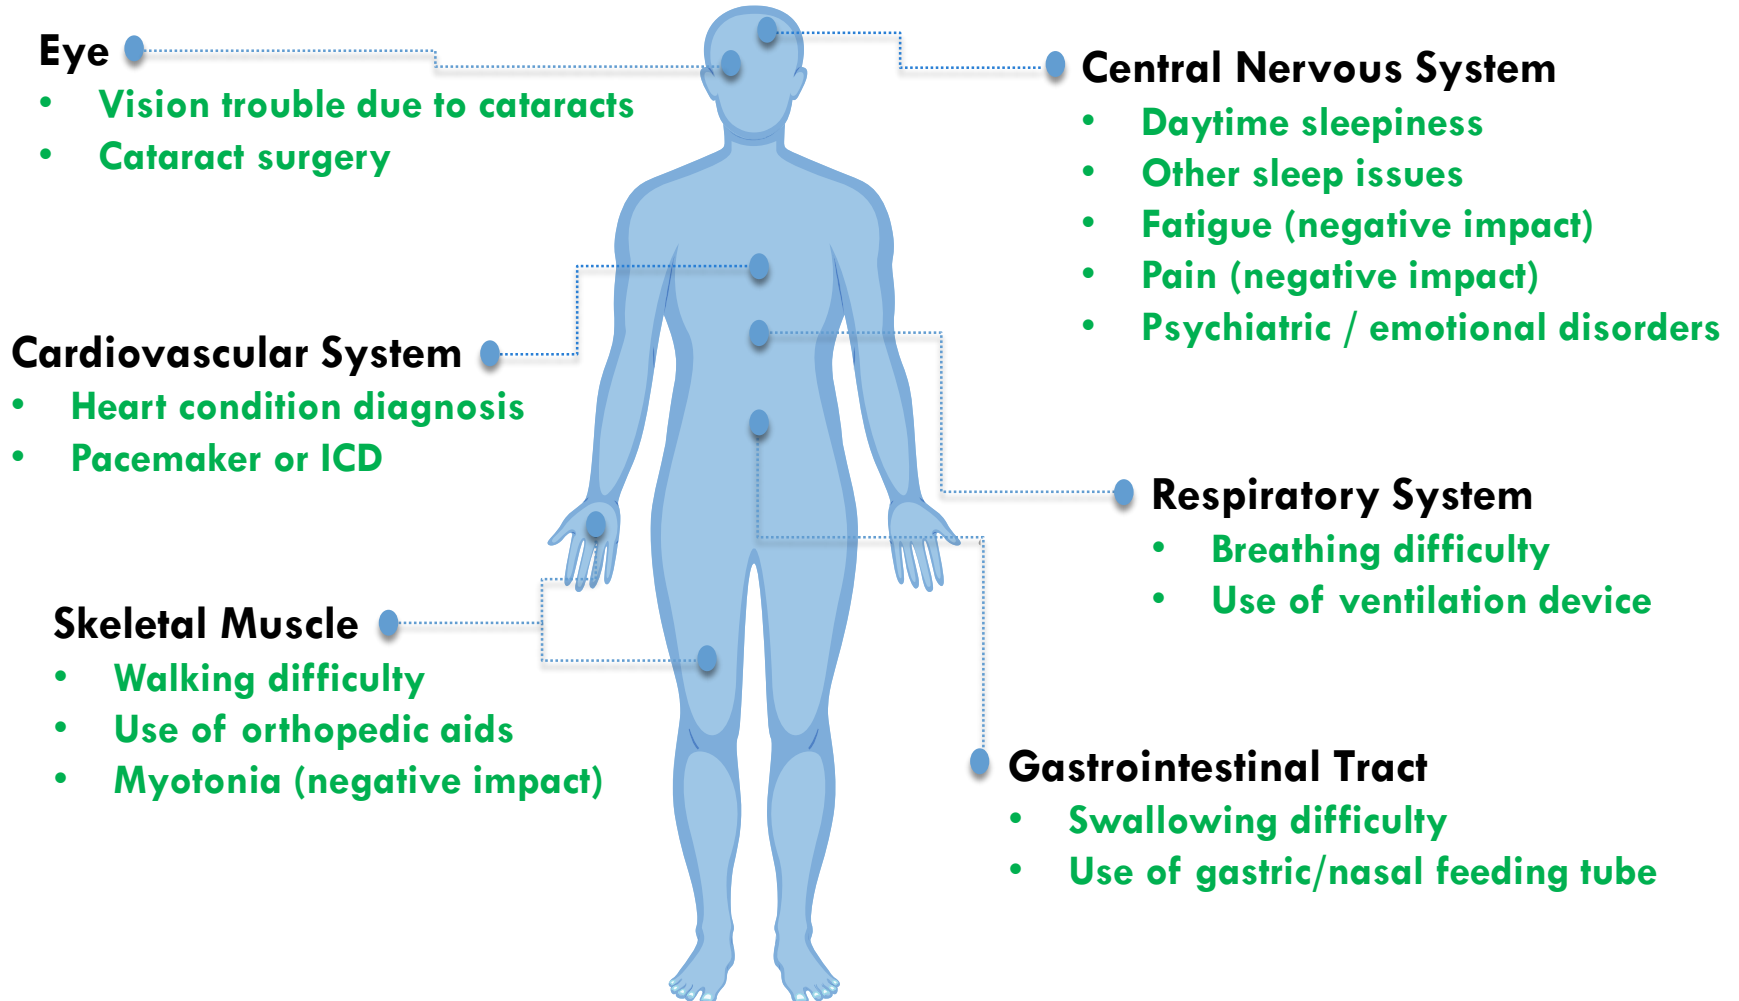 Eye
• Vision trouble due to cataracts
• Cataract surgery
Central Nervous System
• Daytime sleepiness
• Other sleep issues
• Fatigue (negative impact)
• Pain (negative impact)
• Psychiatric / emotional disorders
Cardiovascular System
• Heart condition diagnosis
• Pacemaker or ICD
Respiratory System
• Breathing difficulty
• Use of ventilation device
Skeletal Muscle
• Walking difficulty
• Use of orthopedic aids
• Myotonia (negative impact)
Gastrointestinal Tract
• Swallowing difficulty
• Use of gastric/nasal feeding tube